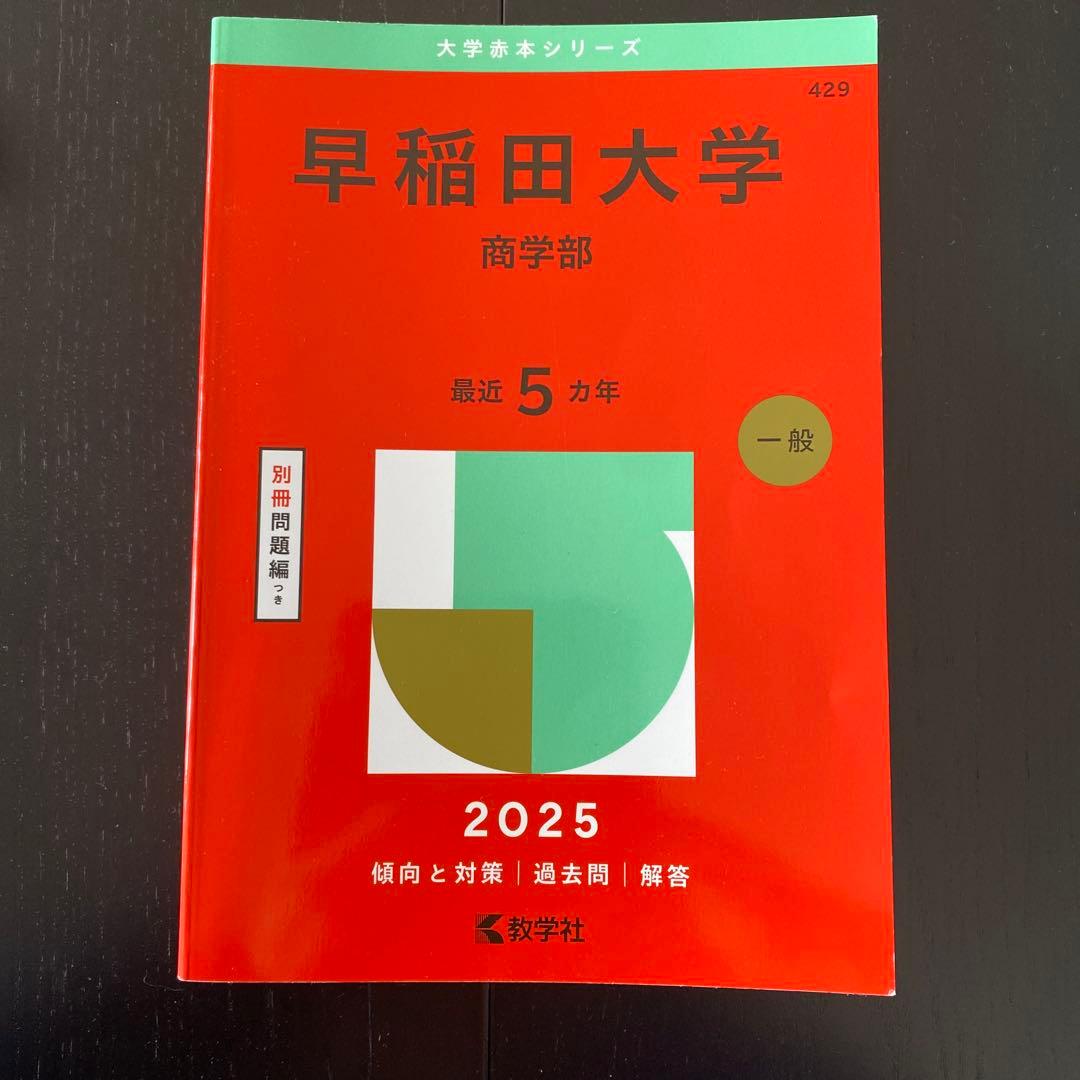 大学赤本シリーズ
429
早稲田大学
商学部
最近5カ年
一般
別冊問題編つき
2025
傾向と対策|過去問|解答
教学社